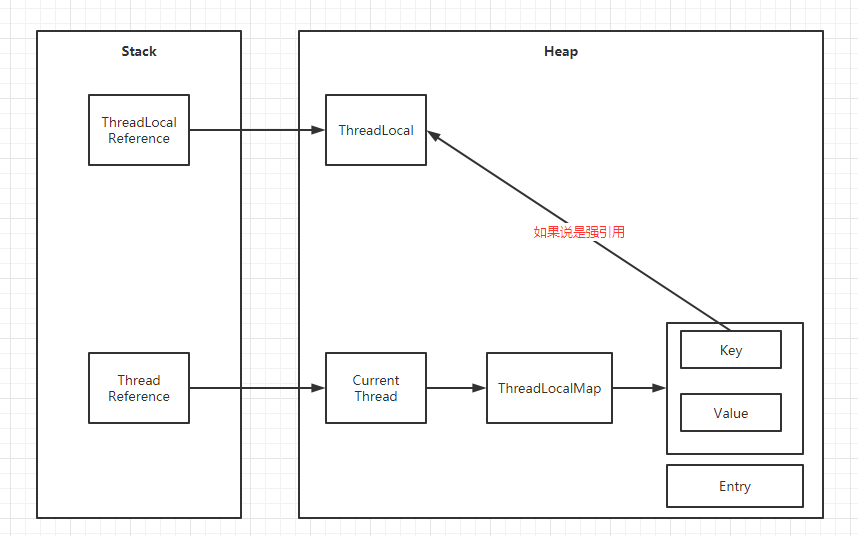 Stack
Heap
ThreadLocal
Reference
ThreadLocal
如果说是强引用
Thread
Reference
Current
Thread
ThreadLocalMap
Key
Value
Entry